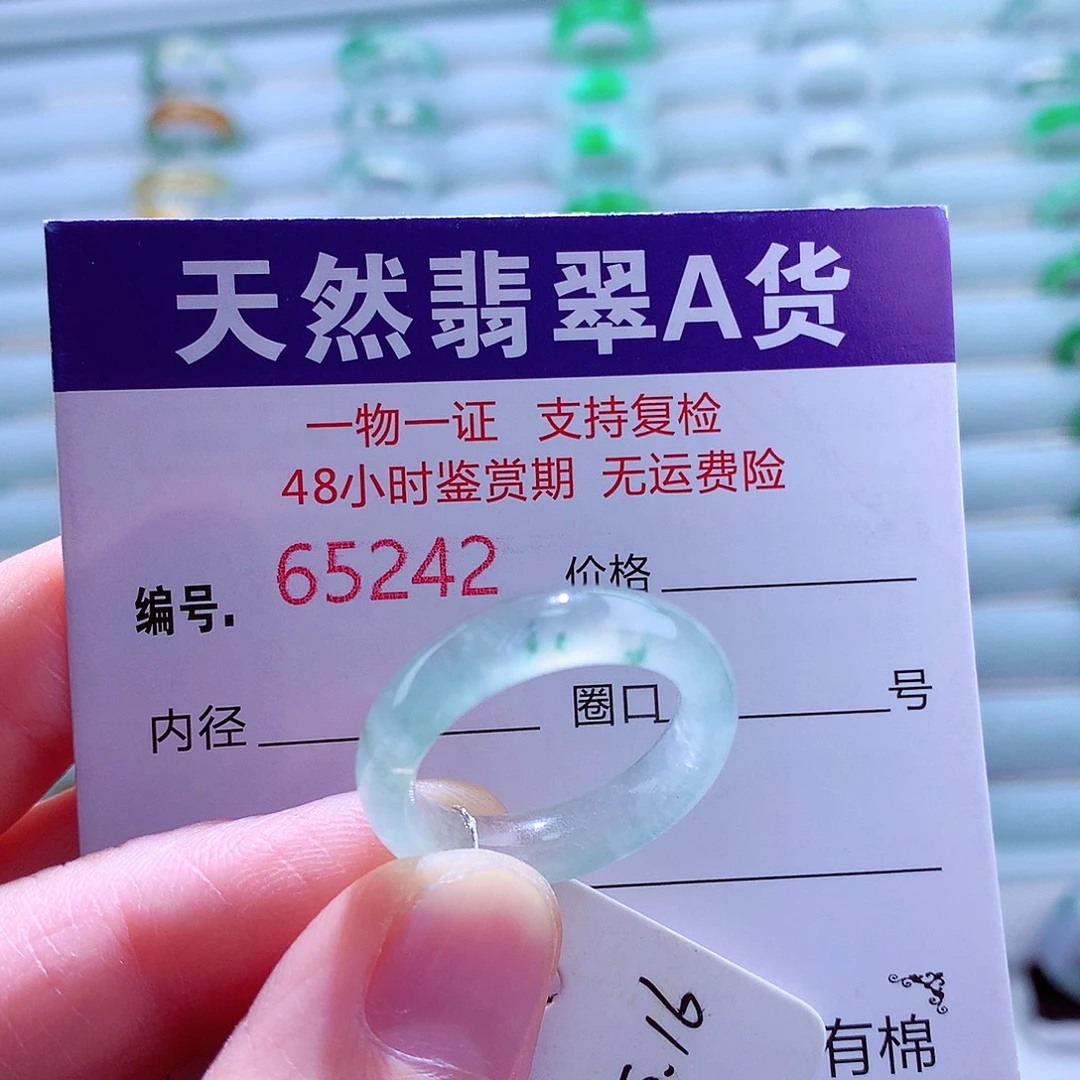 天然翡翠A货
一物一证 支持复检
48小时鉴赏期 无运费险
编号. 65242 价格
内径 圈口 号
有棉